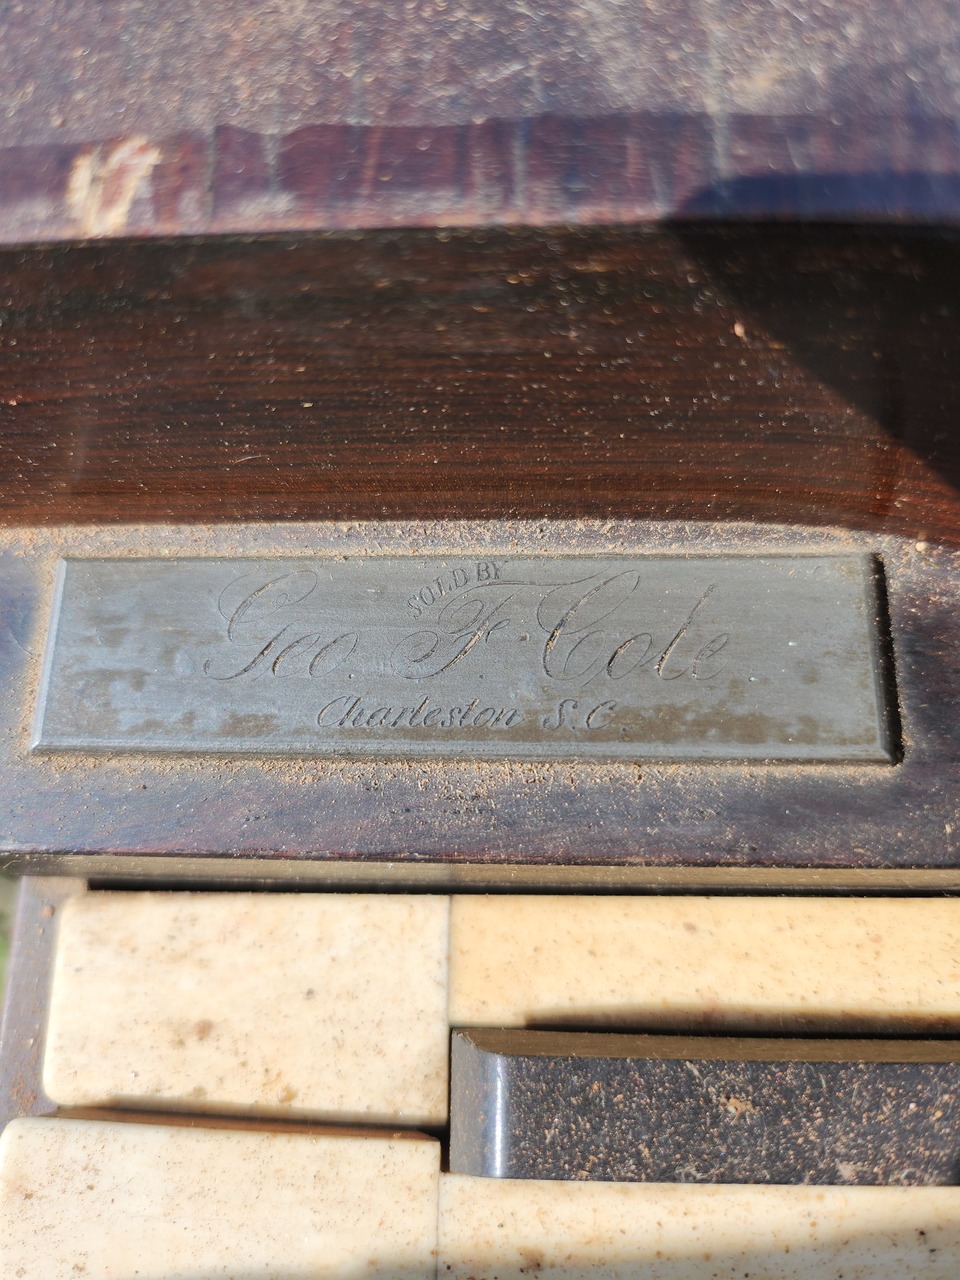 SOLD BY
Geo. F. Cole
Charleston S.C.